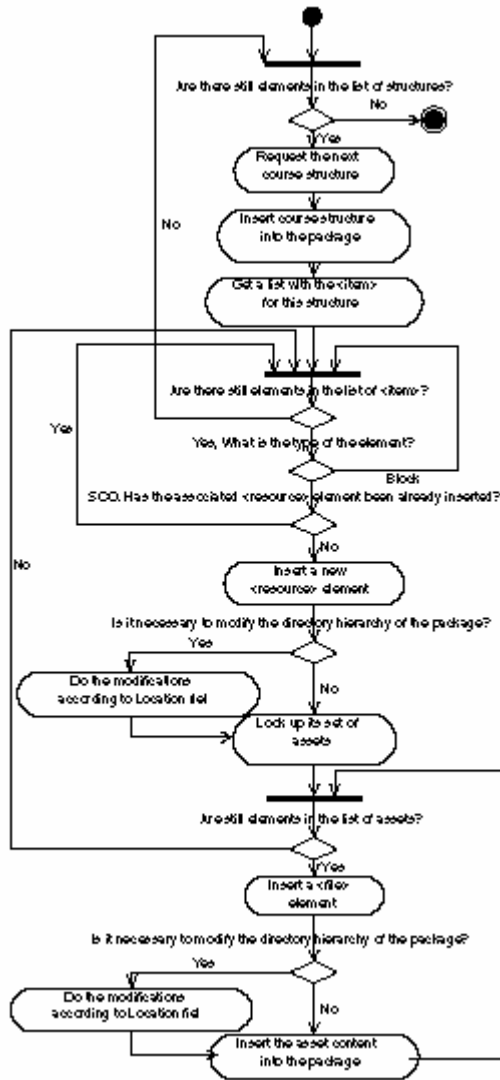 Are there still elements in the list of structures?
No
Yes
Request the next
course structure
Insert course structure
into the package
No
Get a list with the <item>
for this structure
Are there still elements in the list of <item>?
Yes
Yes, What is the type of the element?
Block
SCO. Has the associated <resource> element been already inserted?
No
No
Insert a new
<resource> element
Is it necessary to modify the directory hierarchy of the package?
Yes
Do the modifications
according to Location
No
Look up its set of
assets
Are still elements in the list of assets?
Yes
Insert a <file>
element
Is it necessary to modify the directory hierarchy of the package?
Yes
Do the modifications
according to Location
No
Insert the asset content
into the package